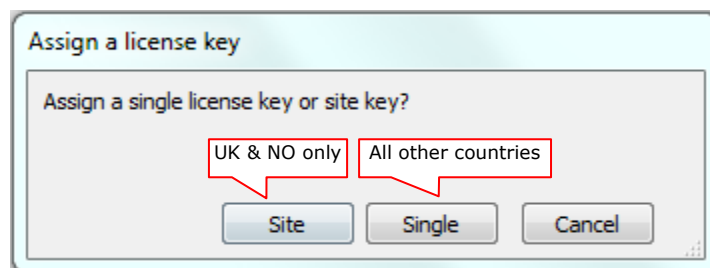 Assign a license key
Assign a single license key or site key?
UK & NO only
All other countries
Site
Single
Cancel